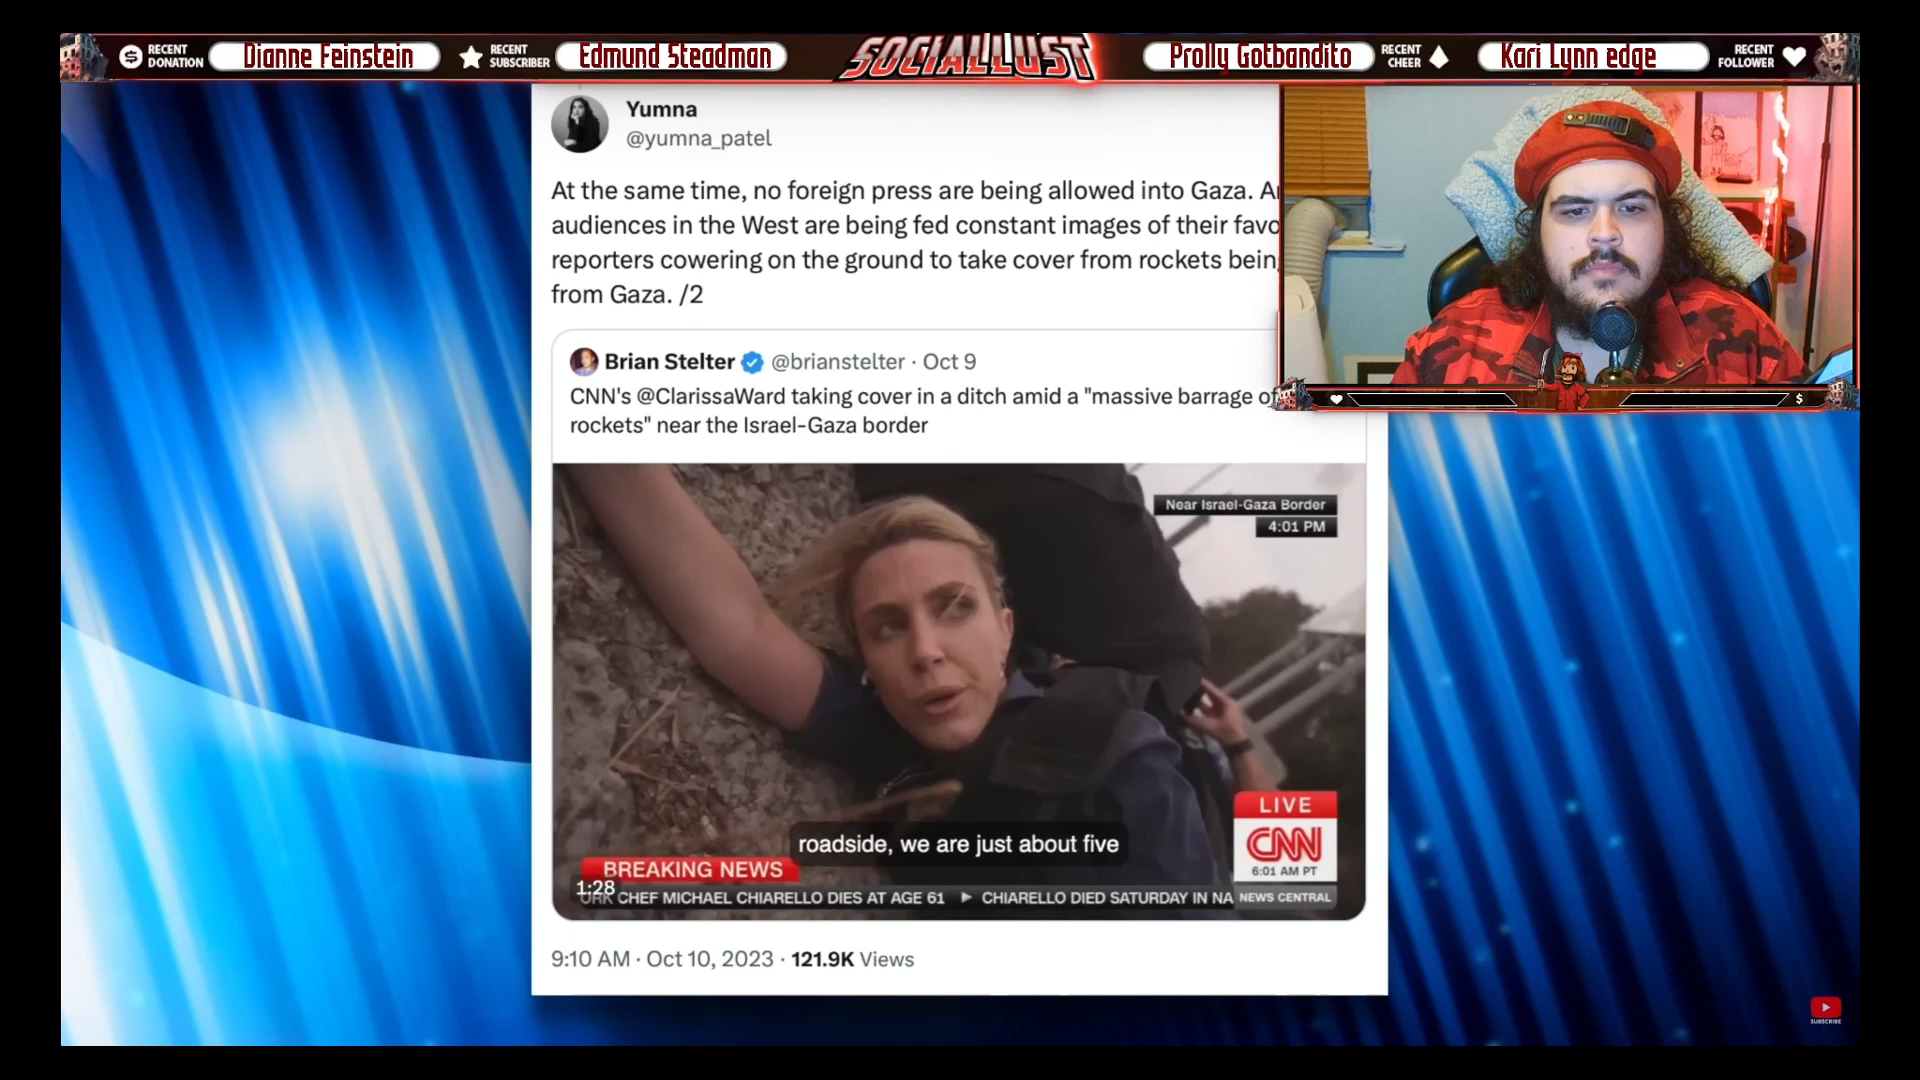 RECENT DONATION
Dianne Feinstein
RECENT SUBSCRIBER
Edmund Steadman
SOCIALLUST
Prolly Gotbandito
RECENT CHEER
Kari Lynn edge
RECENT FOLLOWER
Yumna
@yumna_patel
At the same time, no foreign press are being allowed into Gaza.
audiences in the West are being fed constant images of their
reporters cowering on the ground to take cover from rockets
from Gaza. /2
Brian Stelter @brianstelter · Oct 9
CNN's @ClarissaWard taking cover in a ditch amid a "massive barrage of
rockets" near the Israel-Gaza border
Near Israel-Gaza Border
4:01 PM
roadside, we are just about five
LIVE
CNN
6:01 AM PT
NEWS CENTRAL
BREAKING NEWS
1:28
CHEF MICHAEL CHIARELLO DIES AT AGE 61 ▶ CHIARELLO DIED SATURDAY IN NA
9:10 AM · Oct 10, 2023 · 121.9K Views
$
SUBSCRIBE